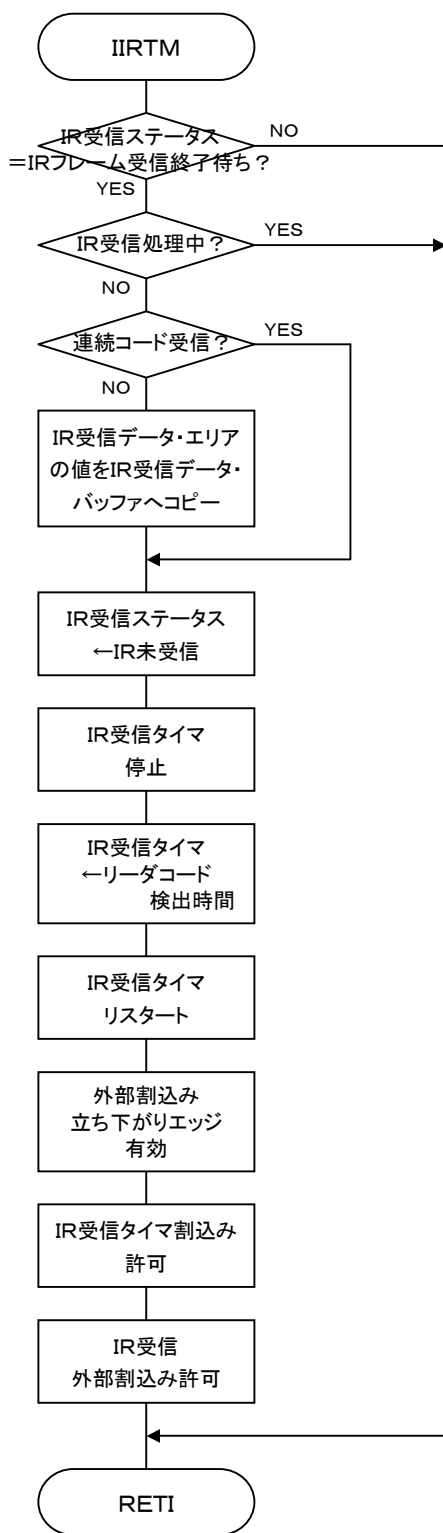 IIRTM
IR受信ステータス
=IRフレーム受信終了待ち?
NO
YES
IR受信処理中?
YES
NO
連続コード受信?
YES
NO
IR受信データ・エリア
の値をIR受信データ・
バッファへコピー
IR受信ステータス
←IR未受信
IR受信タイマ
停止
IR受信タイマ
←リーダコード
検出時間
IR受信タイマ
リスタート
外部割込み
立ち下がりエッジ
有効
IR受信タイマ割込み
許可
IR受信
外部割込み許可
RETI